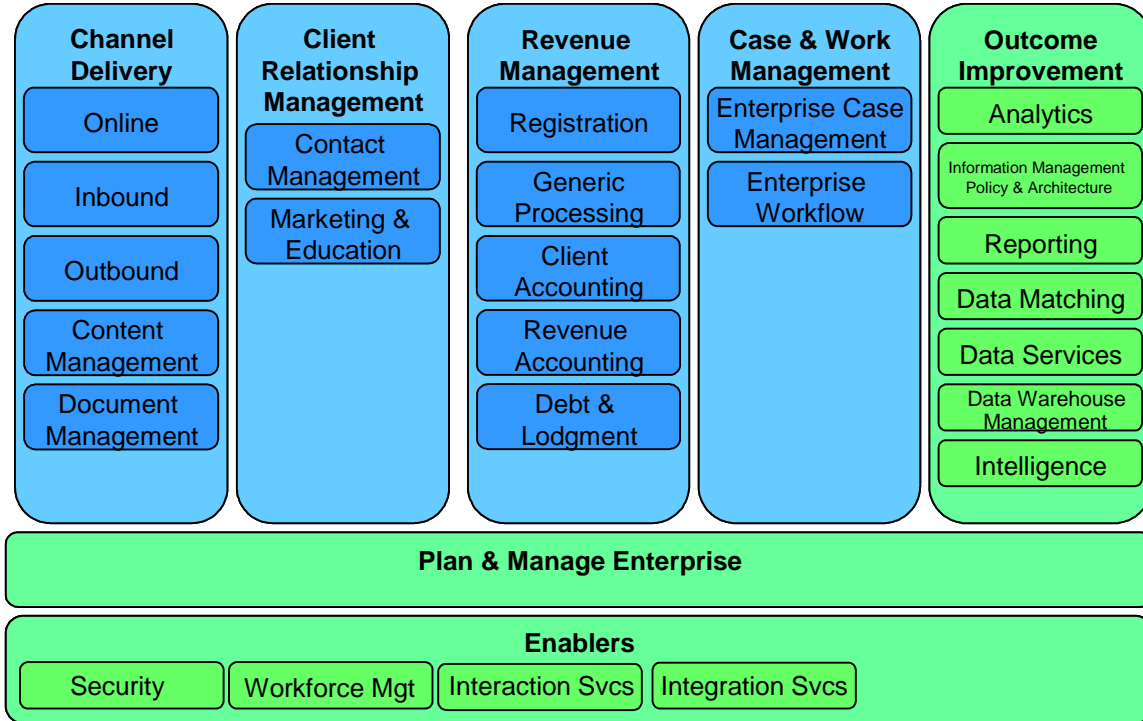 Channel
Delivery
Online
Inbound
Outbound
Content
Management
Document
Management
Client
Relationship
Management
Contact
Management
Marketing &
Education
Revenue
Management
Registration
Generic
Processing
Client
Accounting
Revenue
Accounting
Debt &
Lodgment
Case & Work
Management
Enterprise Case
Management
Enterprise
Workflow
Outcome
Improvement
Analytics
Information Management
Policy & Architecture
Reporting
Data Matching
Data Services
Data Warehouse
Management
Intelligence
Plan & Manage Enterprise
Enablers
Security
Workforce Mgt
Interaction Svcs
Integration Svcs